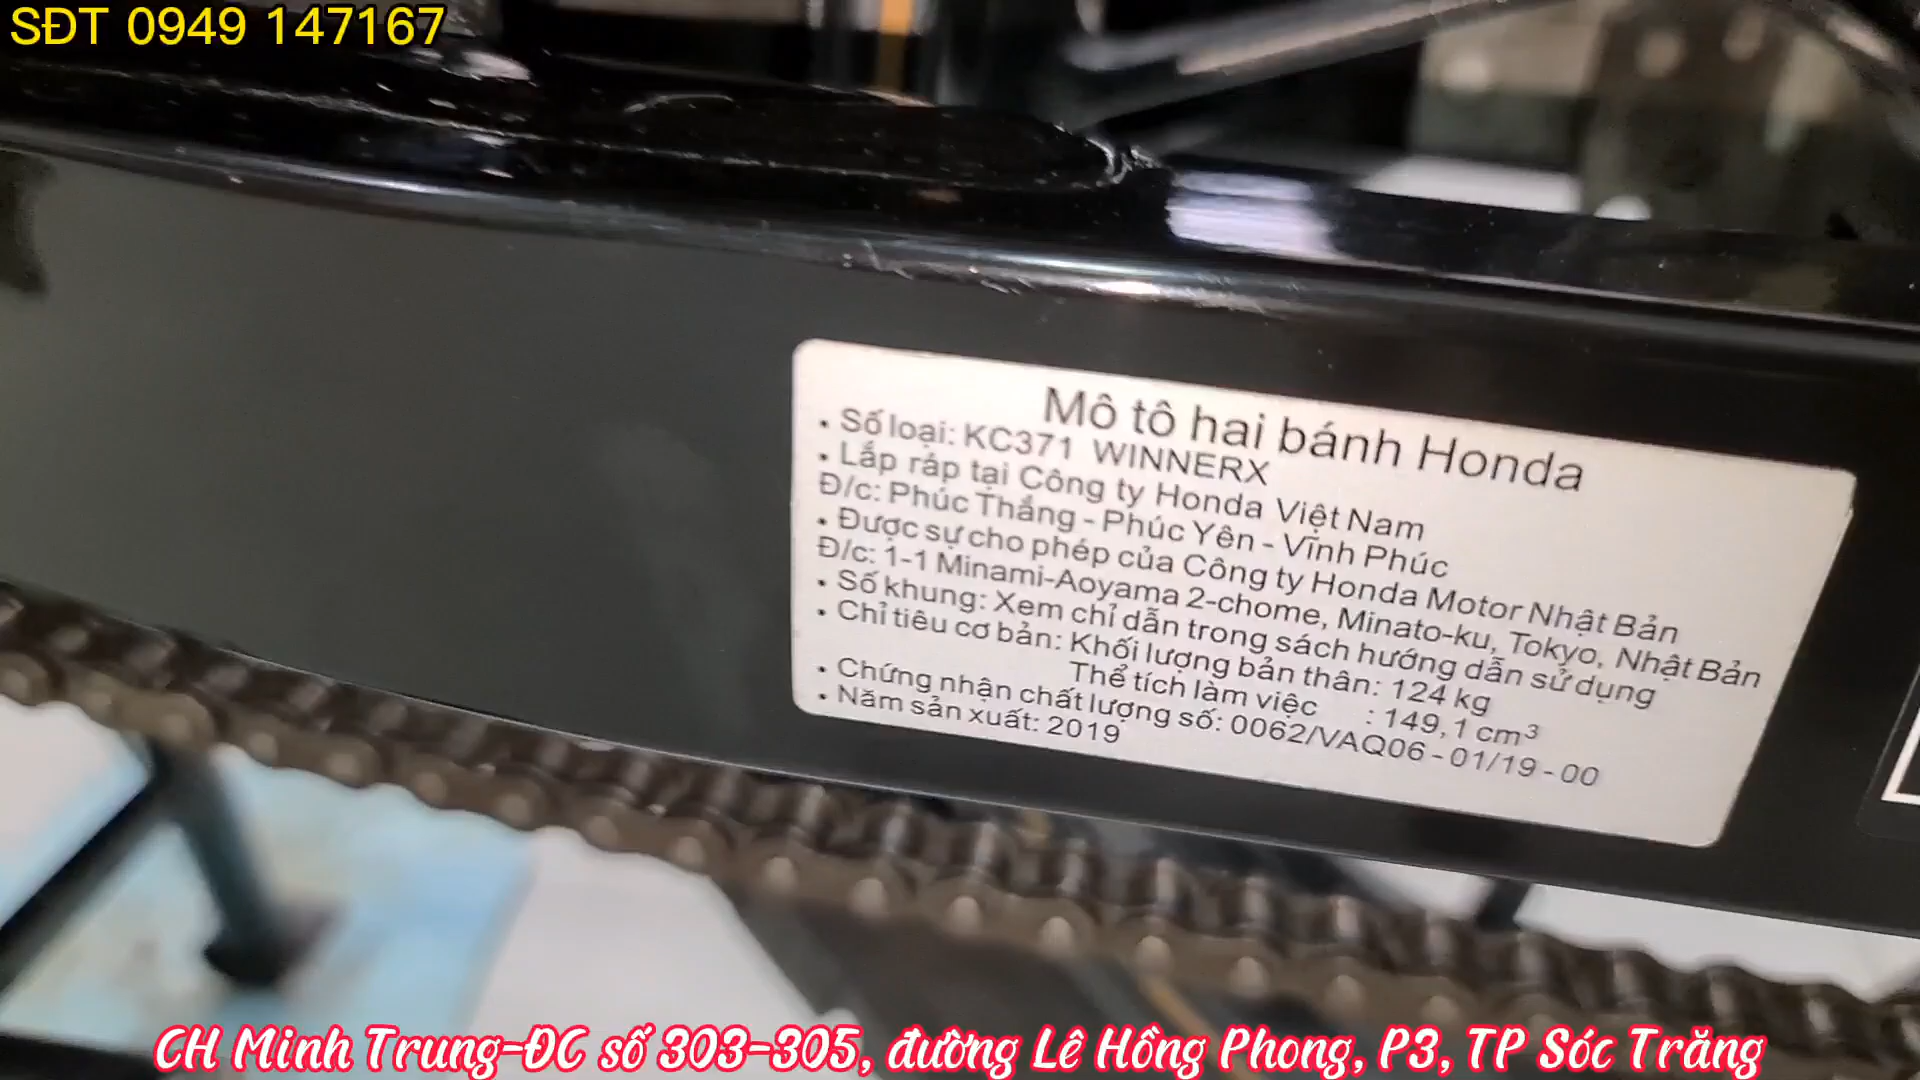 SĐT 0949 147167
Mô tô hai bánh Honda
• Số loại: KC371 WINNERX
• Lắp ráp tại Công ty Honda Việt Nam
Đ/c: Phúc Thắng - Phúc Yên - Vĩnh Phúc
• Được sự cho phép của Công ty Honda Motor Nhật Bản
Đ/c: 1-1 Minami-Aoyama 2-chome, Minato-ku, Tokyo, Nhật Bản
• Số khung: Xem chỉ dẫn trong sách hướng dẫn sử dụng
• Chỉ tiêu cơ bản: Khối lượng bản thân: 124 kg
Thể tích làm việc : 149,1 cm³
• Chứng nhận chất lượng số: 0062/VAQ06 - 01/19 - 00
• Năm sản xuất: 2019
CH Minh Trung-ĐC số 303-305, đường Lê Hồng Phong, P3, TP Sóc Trăng